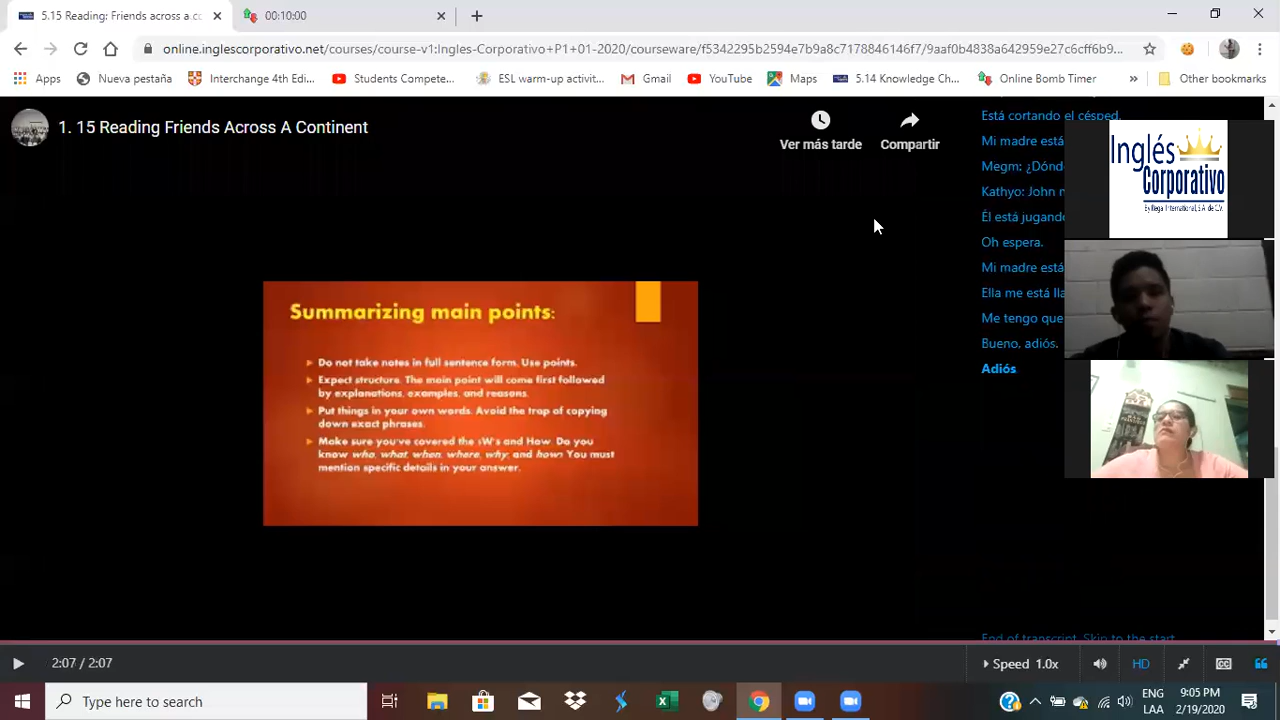 5.15 Reading: Friends across a co
00:10:00
online.inglescorporativo.net/courses/course-v1:Ingles-Corporativo+P1+01-2020/courseware/f5342295b2594e7b9a8c7178846146f7/9aaf0b4838a642959e27c6cff6b9...
Apps
Nueva pestaña
Interchange 4th Edi...
Students Compete...
ESL warm-up activit...
Gmail
YouTube
Maps
5.14 Knowledge Ch...
Online Bomb Timer
Other bookmarks
1. 15 Reading Friends Across A Continent
Ver más tarde
Compartir
Summarizing main points:
Do not take notes in full sentence form. Use points.
Expect structure. The main point will come first followed
by explanations, examples, and reasons.
Put things in your own words. Avoid the trap of copying
down exact phrases.
Make sure you've covered the 5W's and How. Do you
know who, what, when, where, why, and how? You must
mention specific details in your answer.
Está cortando el césped.
Mi madre está
Megm: ¿Dónd
Kathyo: John n
Él está jugando
Oh espera.
Mi madre está
Ella me está lla
Me tengo que
Bueno, adiós.
Adiós
End of transcript. Skip to the start.
Inglés
Corporativo
2:07 / 2:07
Speed 1.0x
HD
Type here to search
ENG
LAA
9:05 PM
2/19/2020